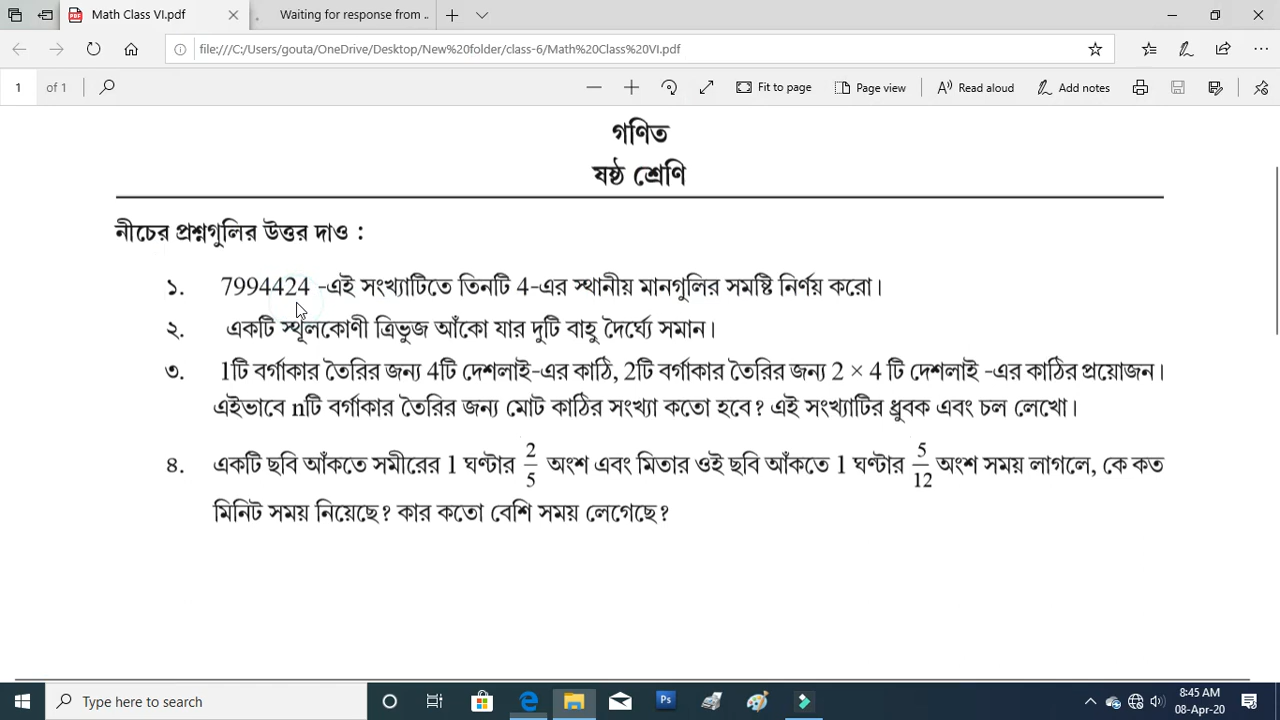 Math Class VI.pdf
Waiting for response from ..
file:///C:/Users/gouta/OneDrive/Desktop/New%20folder/class-6/Math%20Class%20VI.pdf
1 of 1 Fit to page Page view Read aloud Add notes
গণিত
ষষ্ঠ শ্রেণি
নীচের প্রশ্নগুলির উত্তর দাও :
১. 7994424 -এই সংখ্যাটিতে তিনটি 4-এর স্থানীয় মানগুলির সমষ্টি নির্ণয় করো।
২. একটি স্থূলকোণী ত্রিভুজ আঁকো যার দুটি বাহু দৈর্ঘ্যে সমান।
৩. 1টি বর্গাকার তৈরির জন্য 4টি দেশলাই-এর কাঠি, 2টি বর্গাকার তৈরির জন্য 2 × 4 টি দেশলাই -এর কাঠির প্রয়োজন।
এইভাবে nটি বর্গাকার তৈরির জন্য মোট কাঠির সংখ্যা কতো হবে? এই সংখ্যাটির ধ্রুবক এবং চল লেখো।
৪. একটি ছবি আঁকতে সমীরের 1 ঘণ্টার 2/5 অংশ এবং মিতার ওই ছবি আঁকতে 1 ঘণ্টার 5/12 অংশ সময় লাগলে, কে কত
মিনিট সময় নিয়েছে? কার কতো বেশি সময় লেগেছে?
Type here to search
Ps
8:45 AM
08-Apr-20